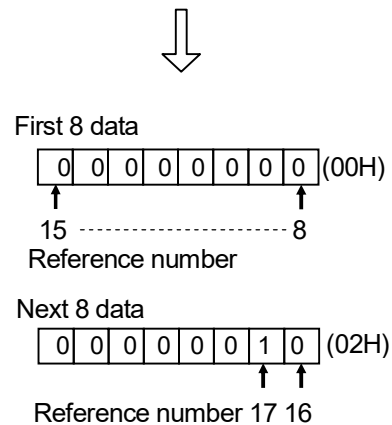 First 8 data
0 0 0 0 0 0 0 0 (00H)
15 ---------------------- 8
Reference number
Next 8 data
0 0 0 0 0 0 1 0 (02H)
Reference number 17 16